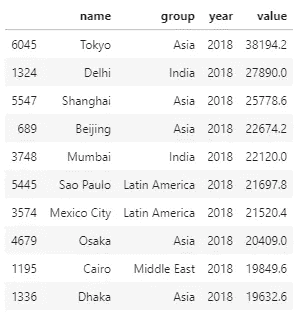 name group year value
6045 Tokyo Asia 2018 38194.2
1324 Delhi India 2018 27890.0
5547 Shanghai Asia 2018 25778.6
689 Beijing Asia 2018 22674.2
3748 Mumbai India 2018 22120.0
5445 Sao Paulo Latin America 2018 21697.8
3574 Mexico City Latin America 2018 21520.4
4679 Osaka Asia 2018 20409.0
1195 Cairo Middle East 2018 19849.6
1336 Dhaka Asia 2018 19632.6